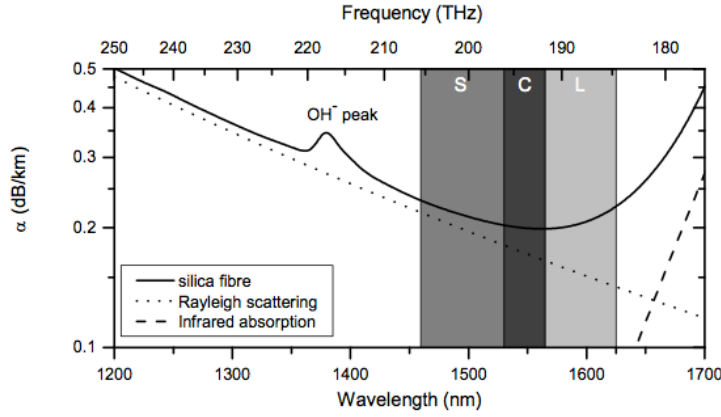 Frequency (THz)
250 240 230 220 210 200 190 180
0.5
0.4
0.3
0.2
0.1
α (dB/km)
S C L
OH⁻ peak
silica fibre
Rayleigh scattering
Infrared absorption
1200 1300 1400 1500 1600 1700
Wavelength (nm)